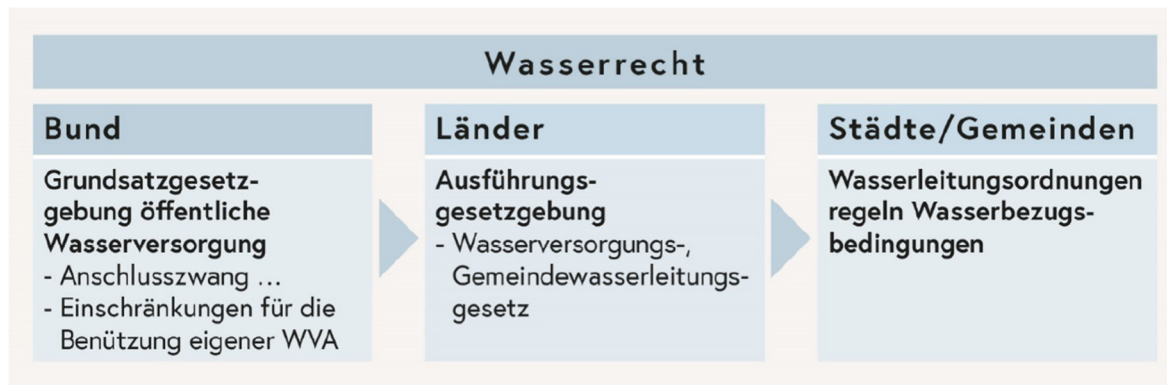 Wasserrecht
Bund
Grundsatzgesetz-
gebung öffentliche
Wasserversorgung
- Anschlusszwang ...
- Einschränkungen für die
Benützung eigener WVA
Länder
Ausführungs-
gesetzgebung
- Wasserversorgungs-,
Gemeindewasserleitungs-
gesetz
Städte/Gemeinden
Wasserleitungsordnungen
regeln Wasserbezugs-
bedingungen